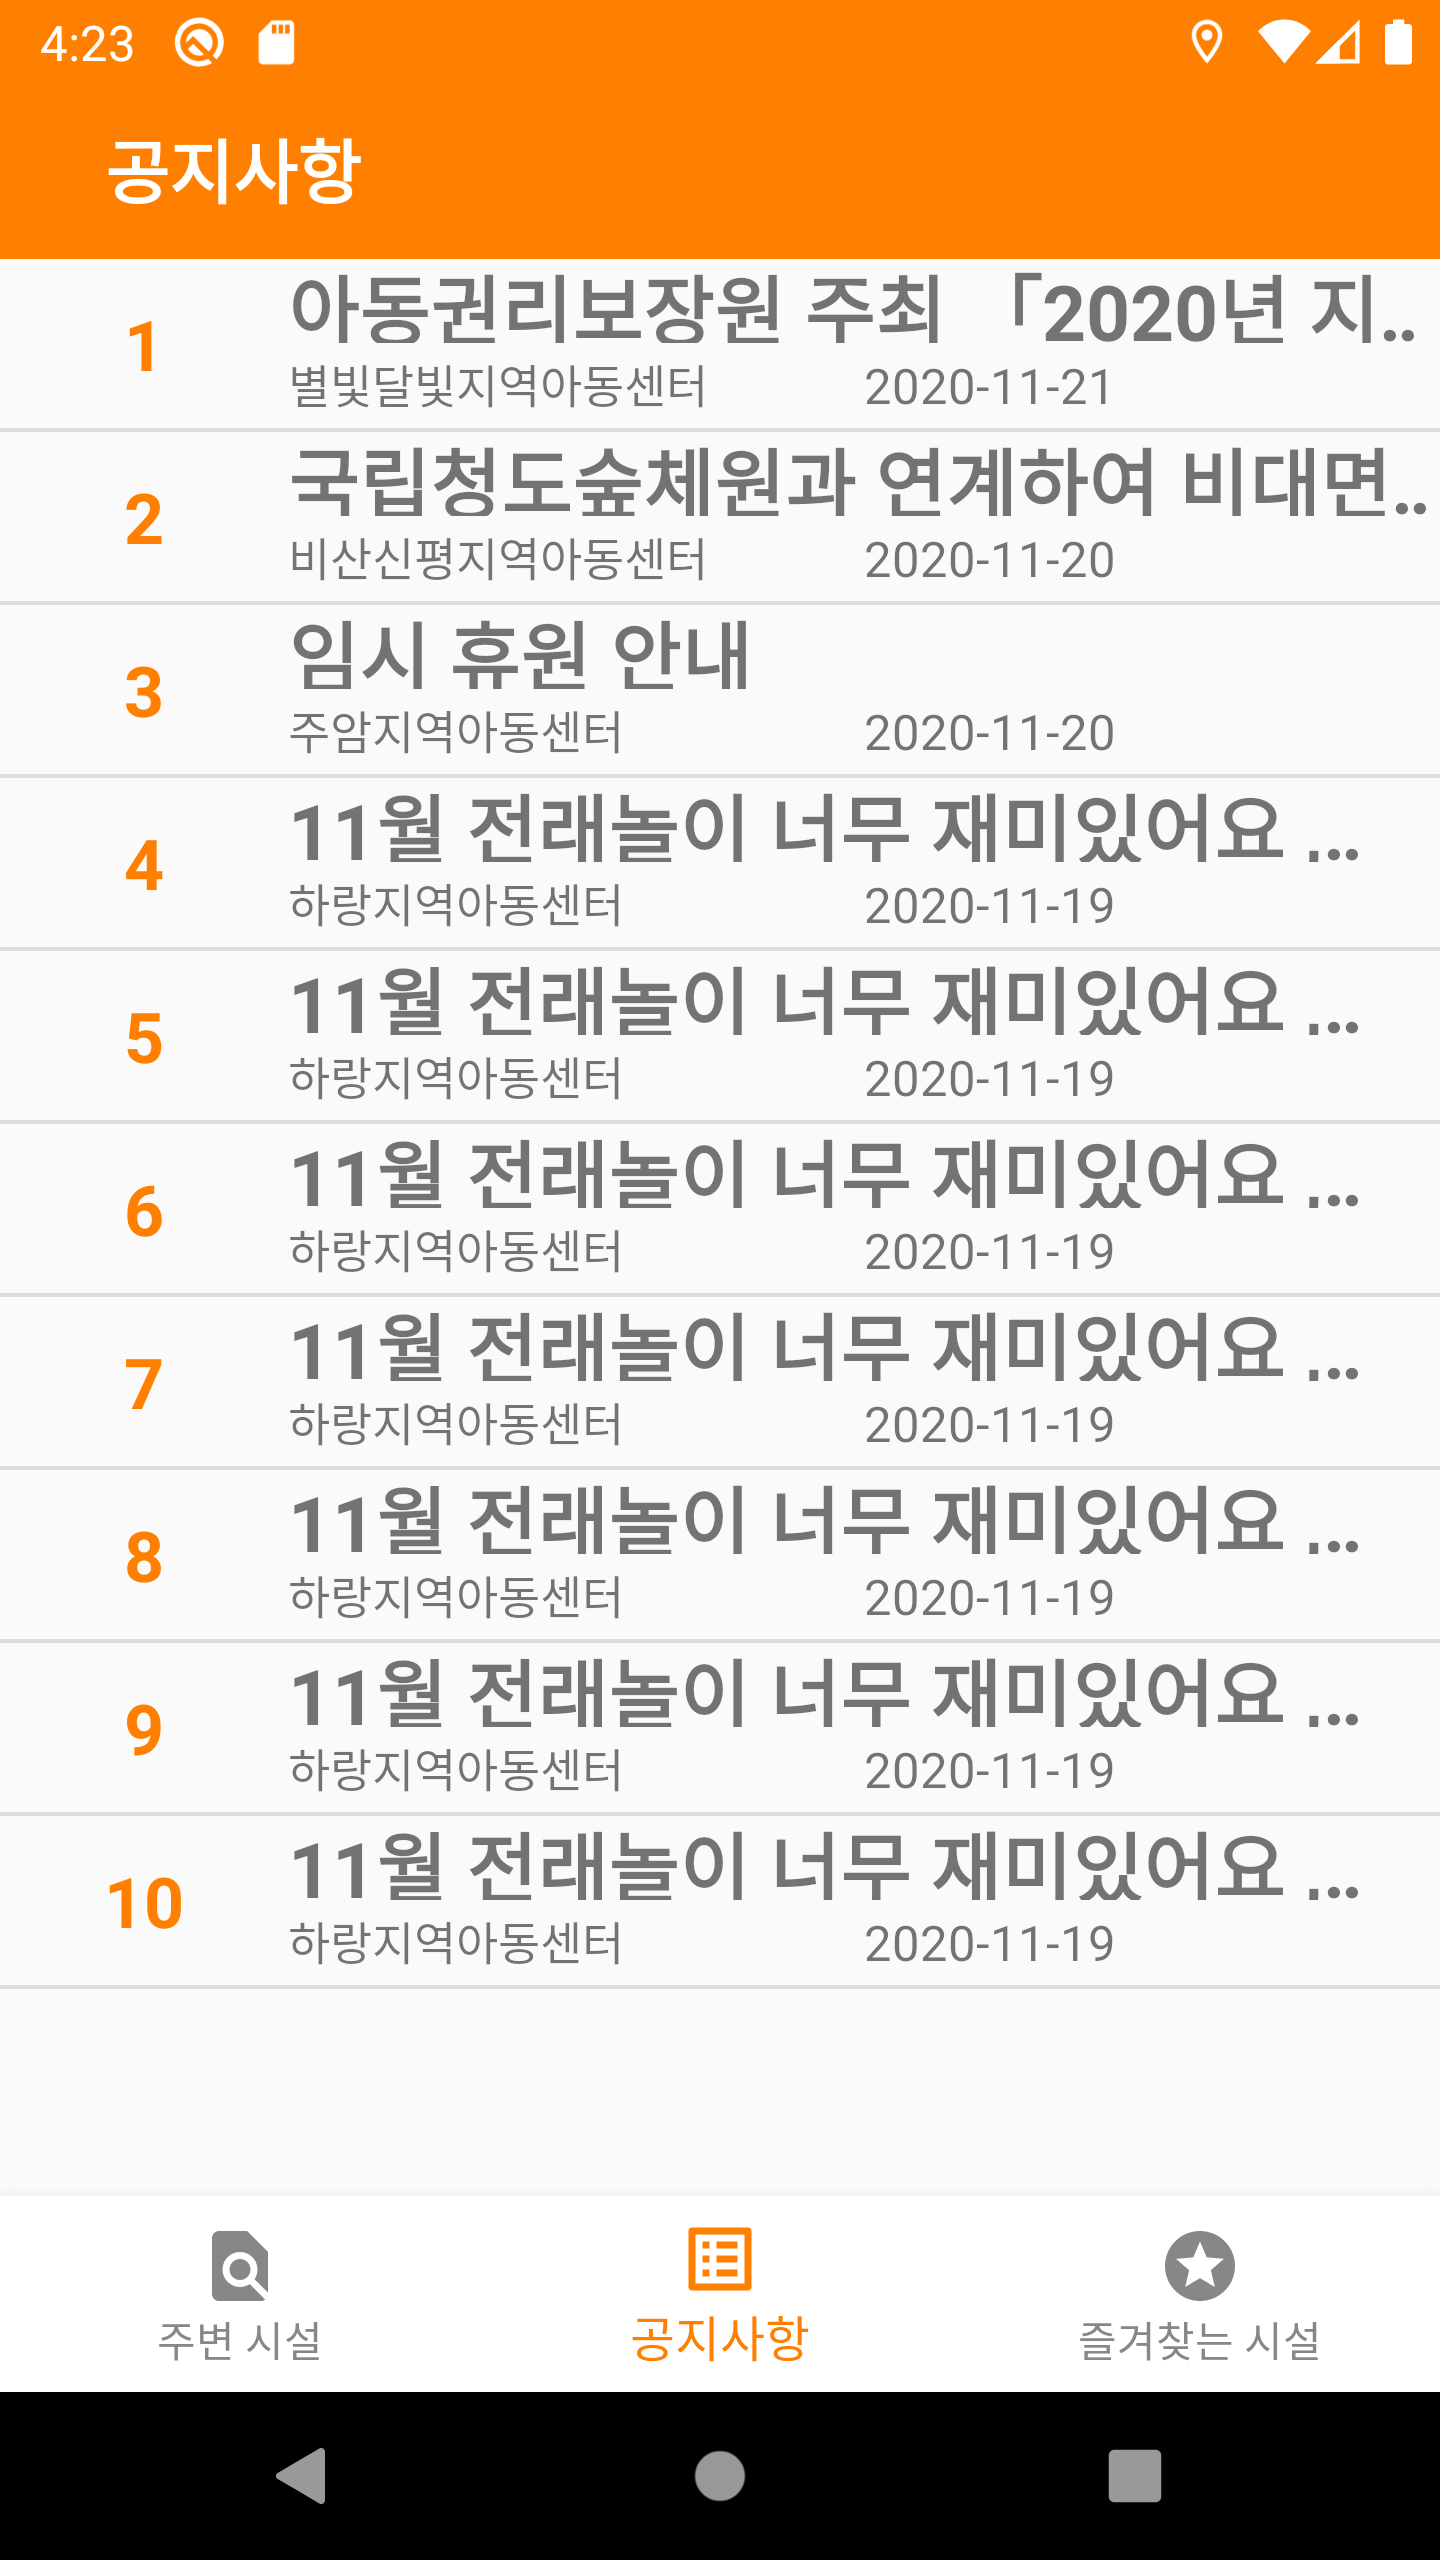 4:23
공지사항
1
아동권리보장원 주최 「2020년 지..
별빛달빛지역아동센터 2020-11-21
2
국립청도숲체원과 연계하여 비대면..
비산신평지역아동센터 2020-11-20
3
임시 휴원 안내
주암지역아동센터 2020-11-20
4
11월 전래놀이 너무 재미있어요 ...
하랑지역아동센터 2020-11-19
5
11월 전래놀이 너무 재미있어요 ...
하랑지역아동센터 2020-11-19
6
11월 전래놀이 너무 재미있어요 ...
하랑지역아동센터 2020-11-19
7
11월 전래놀이 너무 재미있어요 ...
하랑지역아동센터 2020-11-19
8
11월 전래놀이 너무 재미있어요 ...
하랑지역아동센터 2020-11-19
9
11월 전래놀이 너무 재미있어요 ...
하랑지역아동센터 2020-11-19
10
11월 전래놀이 너무 재미있어요 ...
하랑지역아동센터 2020-11-19
주변 시설 공지사항 즐겨찾는 시설